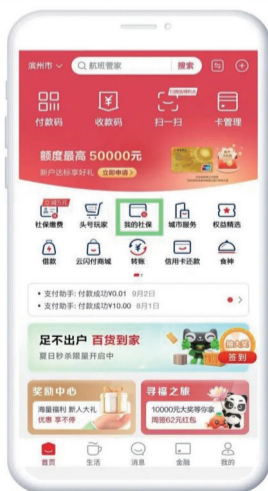 滨州市
航班管家
搜索
付款码
收款码
扫一扫
卡管理
额度最高 50000元
新户达标享好礼 立即申请>
立减5元
社保缴费
头号玩家
我的社保
城市服务
权益精选
借款
云闪付商城
转账
信用卡还款
食神
支付助手: 付款成功¥0.01 9月2日
支付助手: 付款成功¥10.00 8月1日
足不出户 百货到家
夏日秒杀限量开启中
签到
奖励中心
海量福利 新人大礼
优惠 享不停
寻福之旅
10000元大奖等你拿
周领62元红包
首页
生活
消息
金融
我的